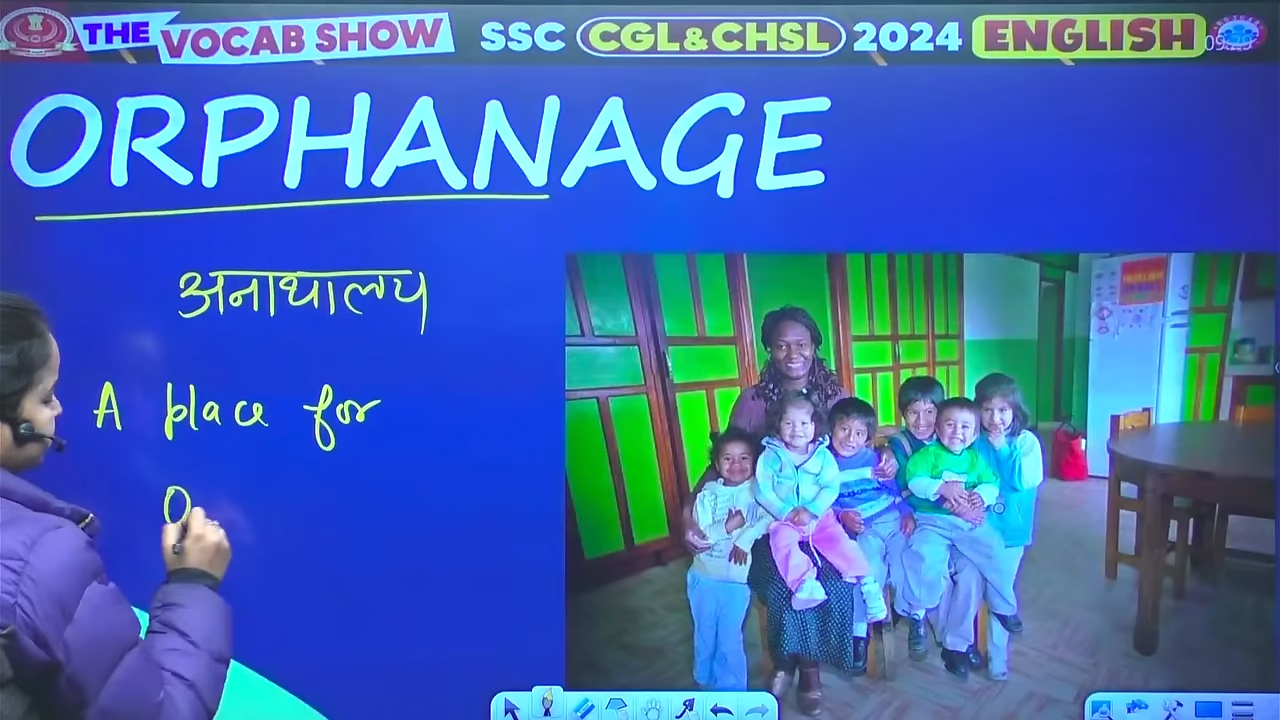 THE VOCAB SHOW SSC CGL & CHSL 2024 ENGLISH
ORPHANAGE
अनाथालय
A place for
O